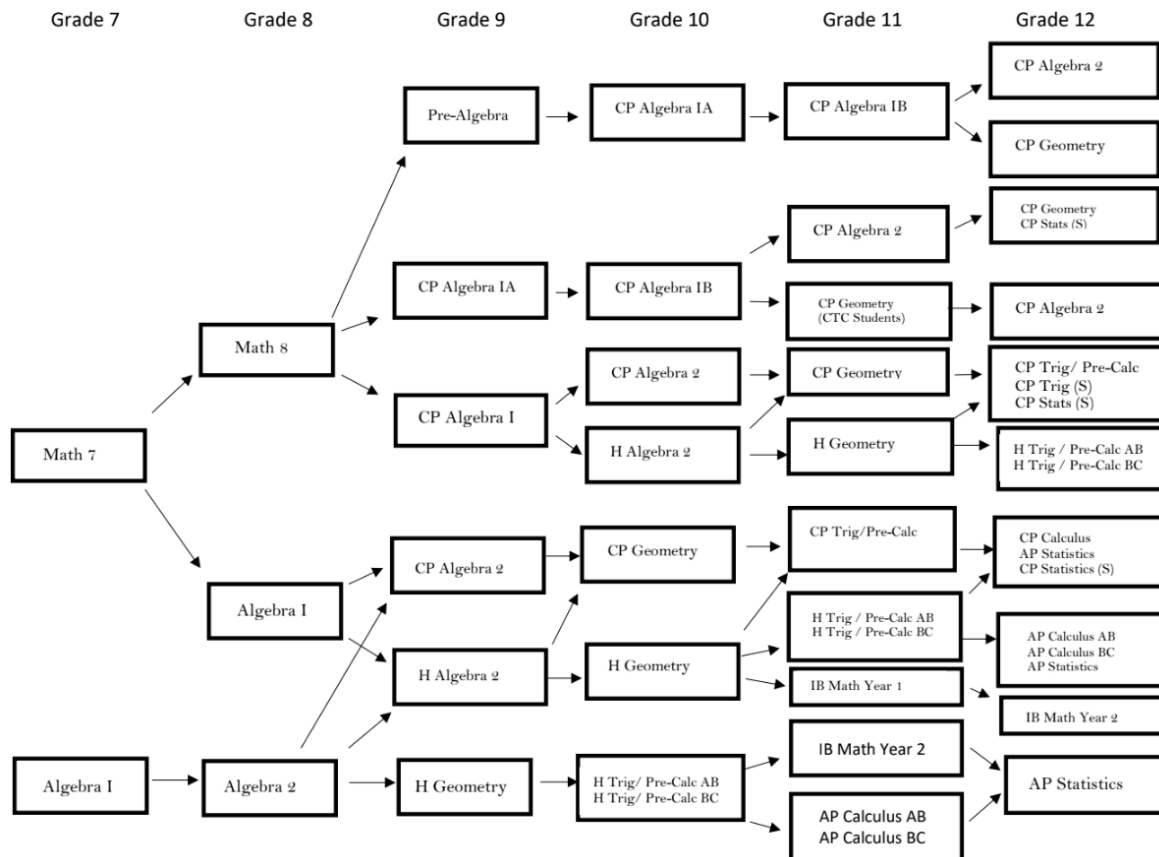 Grade 7
Grade 8
Grade 9
Grade 10
Grade 11
Grade 12
Math 7
Algebra I
Math 8
Algebra I
Algebra 2
Pre-Algebra
CP Algebra IA
CP Algebra I
CP Algebra 2
H Algebra 2
H Geometry
CP Algebra IA
CP Algebra IB
CP Algebra 2
H Algebra 2
CP Geometry
H Geometry
H Trig/ Pre-Calc AB
H Trig/ Pre-Calc BC
CP Algebra IB
CP Algebra 2
CP Geometry
(CTC Students)
CP Geometry
H Geometry
CP Trig/Pre-Calc
H Trig / Pre-Calc AB
H Trig / Pre-Calc BC
IB Math Year 1
IB Math Year 2
AP Calculus AB
AP Calculus BC
CP Algebra 2
CP Geometry
CP Geometry
CP Stats (S)
CP Algebra 2
CP Trig/ Pre-Calc
CP Trig (S)
CP Stats (S)
H Trig / Pre-Calc AB
H Trig / Pre-Calc BC
CP Calculus
AP Statistics
CP Statistics (S)
AP Calculus AB
AP Calculus BC
AP Statistics
IB Math Year 2
AP Statistics